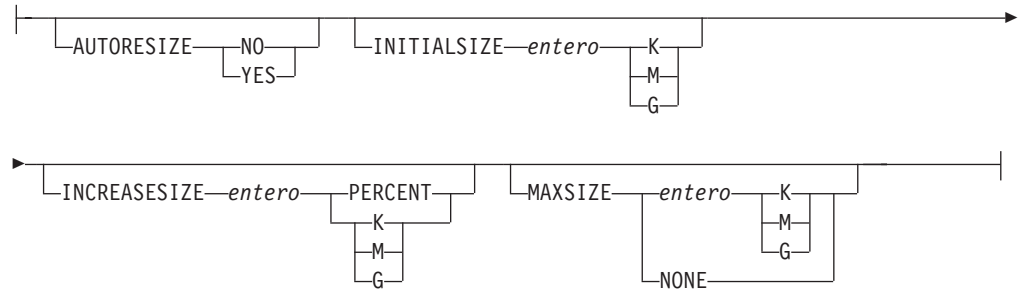 AUTORESIZE NO INITIALSIZE entero K
YES M
G
INCREASESIZE entero PERCENT MAXSIZE entero K
K M
M G
G NONE